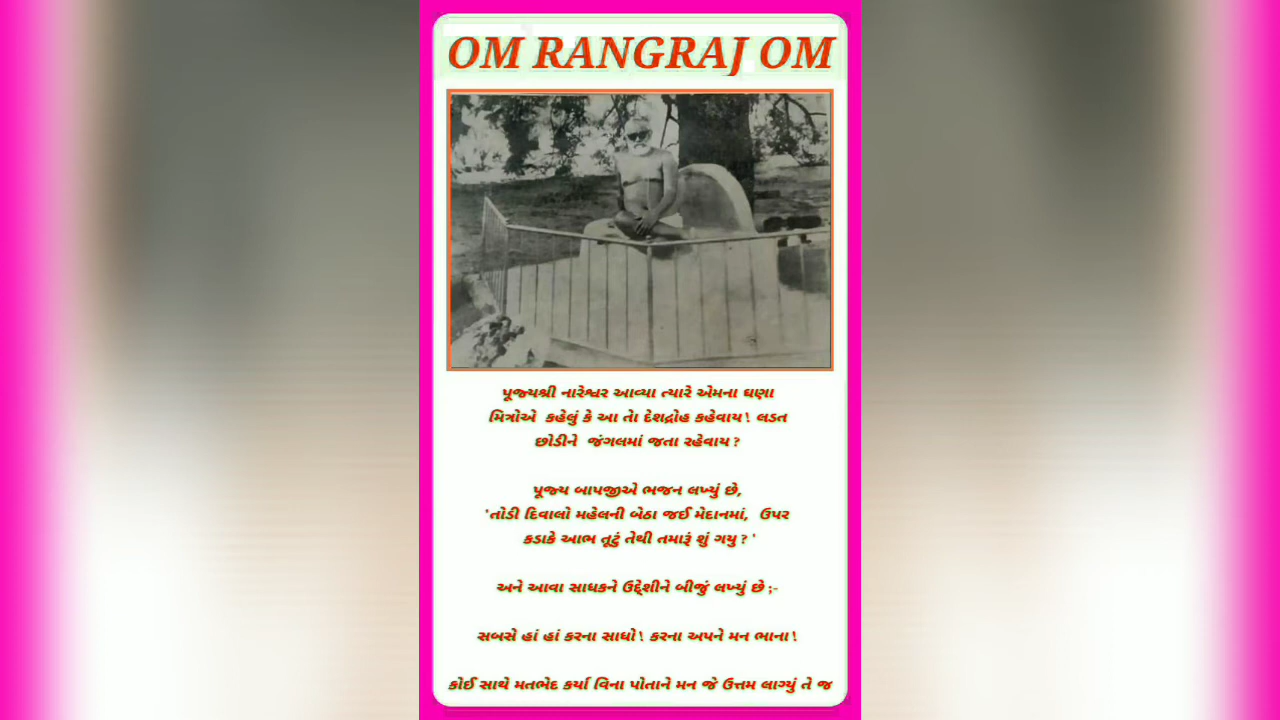 OM RANGRAJ OM
પૂજ્યશ્રી નારેશ્વર આવ્યા ત્યારે એમના ઘણા
મિત્રોએ કહેલું કે આ તેા દેશદ્રોહ કહેવાય ! લડત
છોડીને જંગલમાં જતા રહેવાય ?
પૂજ્ય બાપજીએ ભજન લખ્યું છે,
'તોડી દિવાલો મહેલની બેઠા જઈ મેદાનમાં, ઉપર
કડાકે આભ તૂટું તેથી તમારૂં શું ગયુ ? '
અને આવા સાધકને ઉદ્દેશીને બીજું લખ્યું છે ;-
સબસે હાં હાં કરના સાધો ! કરના અપને મન ભાના !
કોઈ સાથે મતભેદ કર્યા વિના પોતાને મન જે ઉત્તમ લાગ્યું તે જ